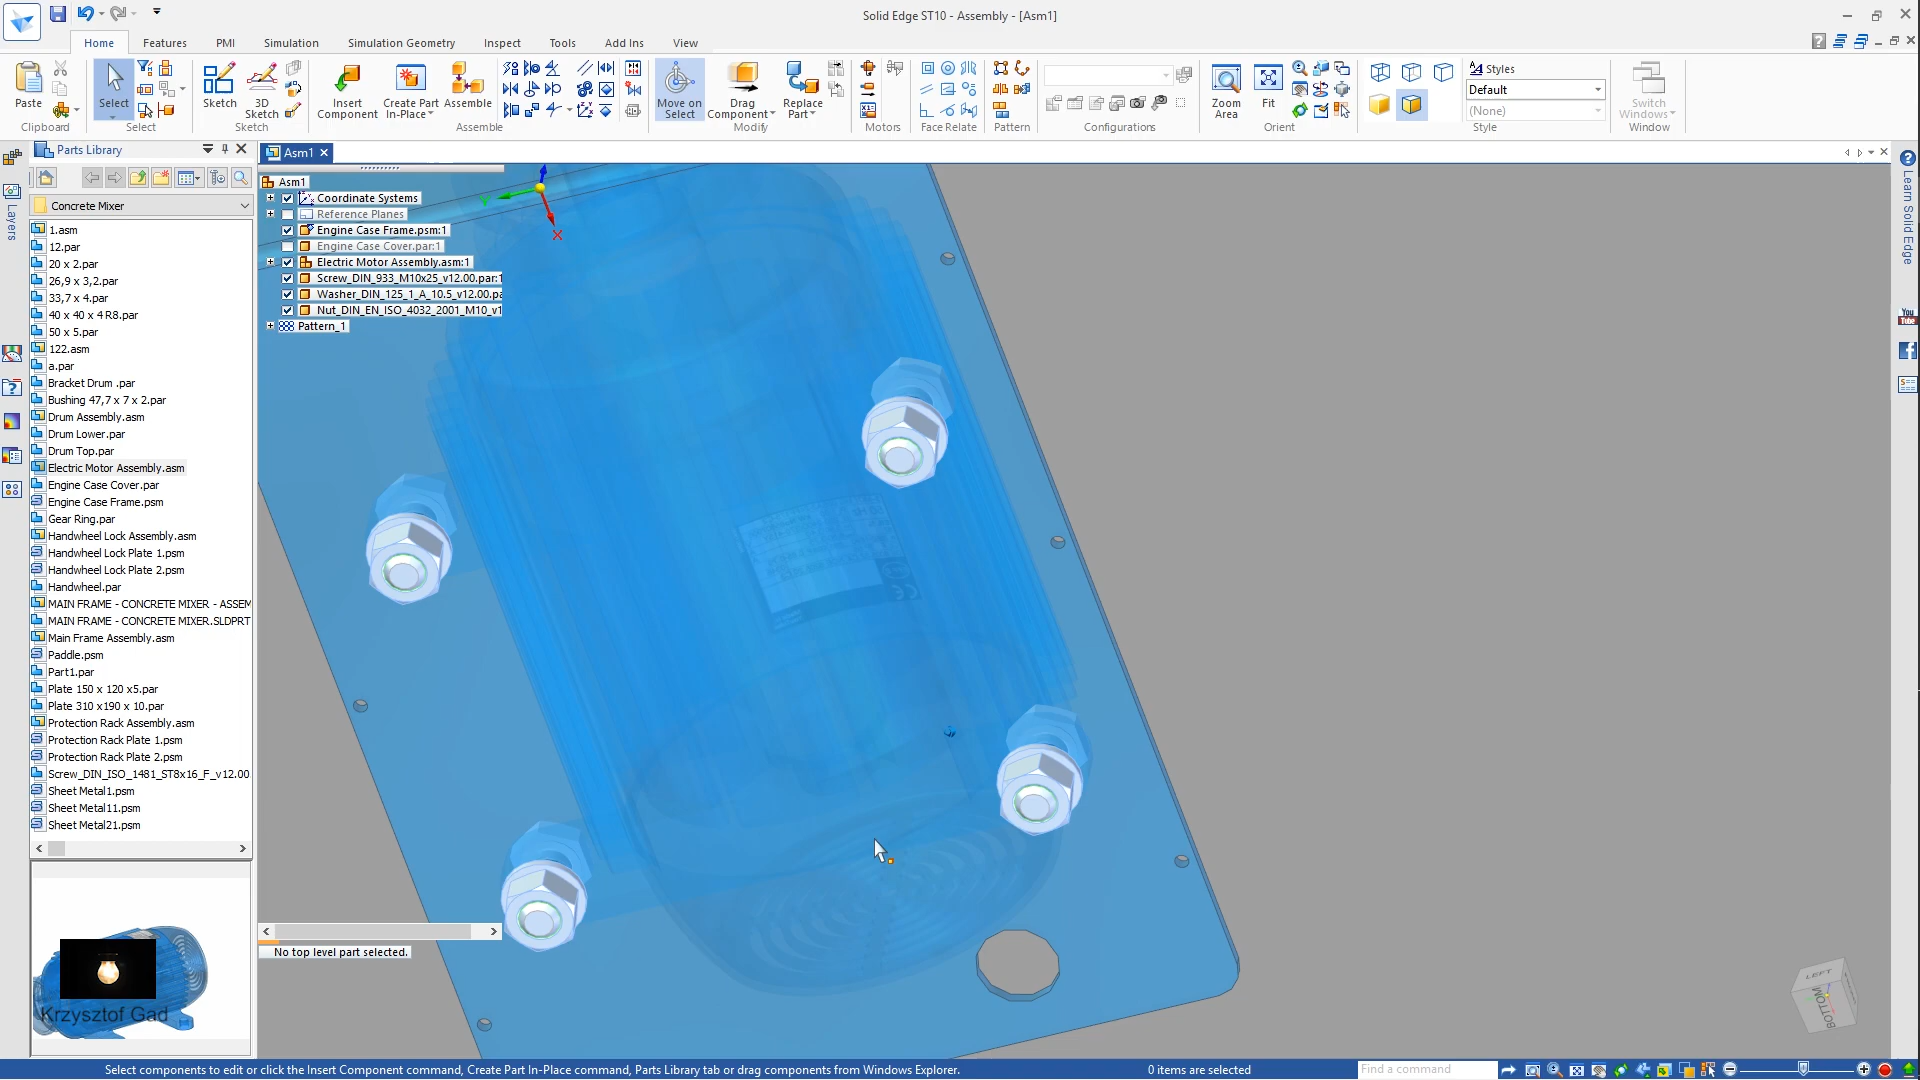 Solid Edge ST10 - Assembly - [Asm1]
Home
Features
PMI
Simulation
Simulation Geometry
Inspect
Tools
Add Ins
View
Paste
Clipboard
Select
Select
Sketch
3D
Sketch
Sketch
Insert
Component
Create Part
In-Place
Assemble
Assemble
Move on
Select
Drag
Component
Replace
Part
Modify
Motors
Face Relate
Pattern
Configurations
Zoom
Area
Fit
Orient
Styles
Default
(None)
Style
Switch
Windows
Window
Parts Library
Asm1
Concrete Mixer
1.asm
12.par
20 x 2.par
26,9 x 3,2.par
33,7 x 4.par
40 x 40 x 4 R8.par
50 x 5.par
122.asm
a.par
Bracket Drum .par
Bushing 47,7 x 7 x 2.par
Drum Assembly.asm
Drum Lower.par
Drum Top.par
Electric Motor Assembly.asm
Engine Case Cover.par
Engine Case Frame.psm
Gear Ring.par
Handwheel Lock Assembly.asm
Handwheel Lock Plate 1.psm
Handwheel Lock Plate 2.psm
Handwheel.par
MAIN FRAME - CONCRETE MIXER - ASSEM
MAIN FRAME - CONCRETE MIXER.SLDPRT
Main Frame Assembly.asm
Paddle.psm
Part1.par
Plate 150 x 120 x5.par
Plate 310 x190 x 10.par
Protection Rack Assembly.asm
Protection Rack Plate 1.psm
Protection Rack Plate 2.psm
Screw_DIN_ISO_1481_ST8x16_F_v12.00
Sheet Metal1.psm
Sheet Metal11.psm
Sheet Metal21.psm
Layers
Krzysztof Gad
Asm1
Coordinate Systems
Reference Planes
Engine Case Frame.psm:1
Engine Case Cover.par:1
Electric Motor Assembly.asm:1
Screw_DIN_933_M10x25_v12.00.par:1
Washer_DIN_125_1_A_10.5_v12.00.pa
Nut_DIN_EN_ISO_4032_2001_M10_v1
Pattern_1
No top level part selected.
Y
X
Learn Solid Edge
You
Tube
LEFT
BOTTOM
Select components to edit or click the Insert Component command, Create Part In-Place command, Parts Library tab or drag components from Windows Explorer.
0 items are selected
Find a command